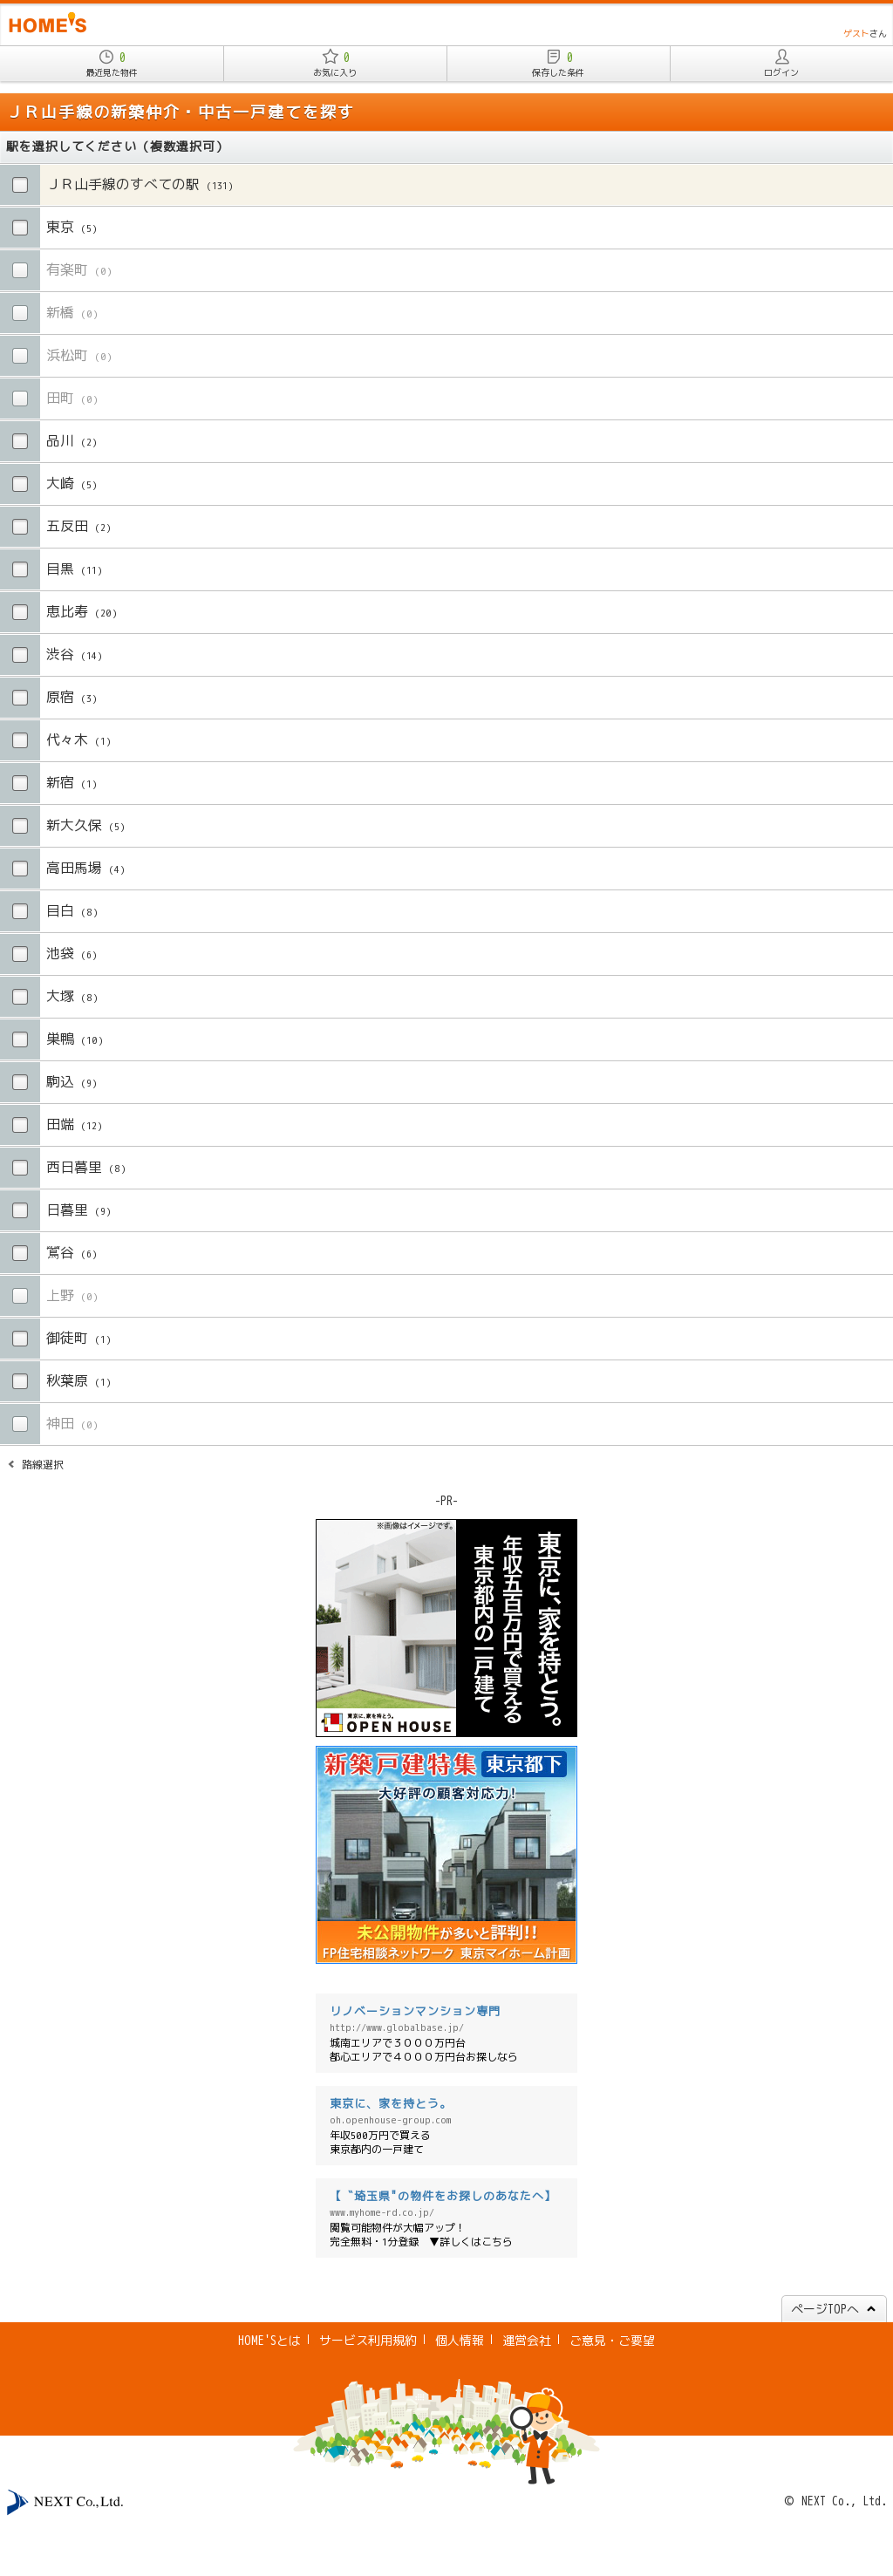 HOME'S
ゲストさん
0
最近見た物件
0
お気に入り
0
保存した条件
ログイン
ＪＲ山手線の新築仲介・中古一戸建てを探す
駅を選択してください（複数選択可）
ＪＲ山手線のすべての駅 (131)
東京 (5)
有楽町 (0)
新橋 (0)
浜松町 (0)
田町 (0)
品川 (2)
大崎 (5)
五反田 (2)
目黒 (11)
恵比寿 (20)
渋谷 (14)
原宿 (3)
代々木 (1)
新宿 (1)
新大久保 (5)
高田馬場 (4)
目白 (8)
池袋 (6)
大塚 (8)
巣鴨 (10)
駒込 (9)
田端 (12)
西日暮里 (8)
日暮里 (9)
鶯谷 (6)
上野 (0)
御徒町 (1)
秋葉原 (1)
神田 (0)
路線選択
-PR-
※画像はイメージです。
東京に、家を持とう。
年収五百万円で買える
東京都内の一戸建て
東京に、家を持とう。
OPEN HOUSE
新築戸建特集 東京都下
大好評の顧客対応力!
未公開物件が多いと評判!!
FP住宅相談ネットワーク 東京マイホーム計画
リノベーションマンション専門
http://www.globalbase.jp/
城南エリアで３０００万円台
都心エリアで４０００万円台お探しなら
東京に、家を持とう。
oh.openhouse-group.com
年収500万円で買える
東京都内の一戸建て
【〝埼玉県"の物件をお探しのあなたへ】
www.myhome-rd.co.jp/
閲覧可能物件が大幅アップ！
完全無料・1分登録　▼詳しくはこちら
ページTOPへ
HOME'Sとは | サービス利用規約 | 個人情報 | 運営会社 | ご意見・ご要望
NEXT Co.,Ltd.
© NEXT Co., Ltd.